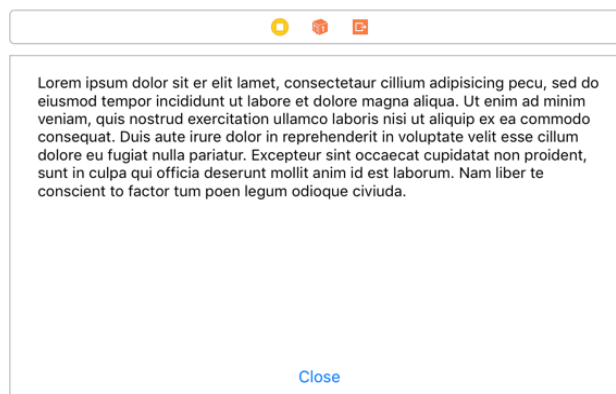 Lorem ipsum dolor sit er elit lamet, consectetaur cillium adipisicing pecu, sed do
eiusmod tempor incididunt ut labore et dolore magna aliqua. Ut enim ad minim
veniam, quis nostrud exercitation ullamco laboris nisi ut aliquip ex ea commodo
consequat. Duis aute irure dolor in reprehenderit in voluptate velit esse cillum
dolore eu fugiat nulla pariatur. Excepteur sint occaecat cupidatat non proident,
sunt in culpa qui officia deserunt mollit anim id est laborum. Nam liber te
conscient to factor tum poen legum odioque civiuda.
Close